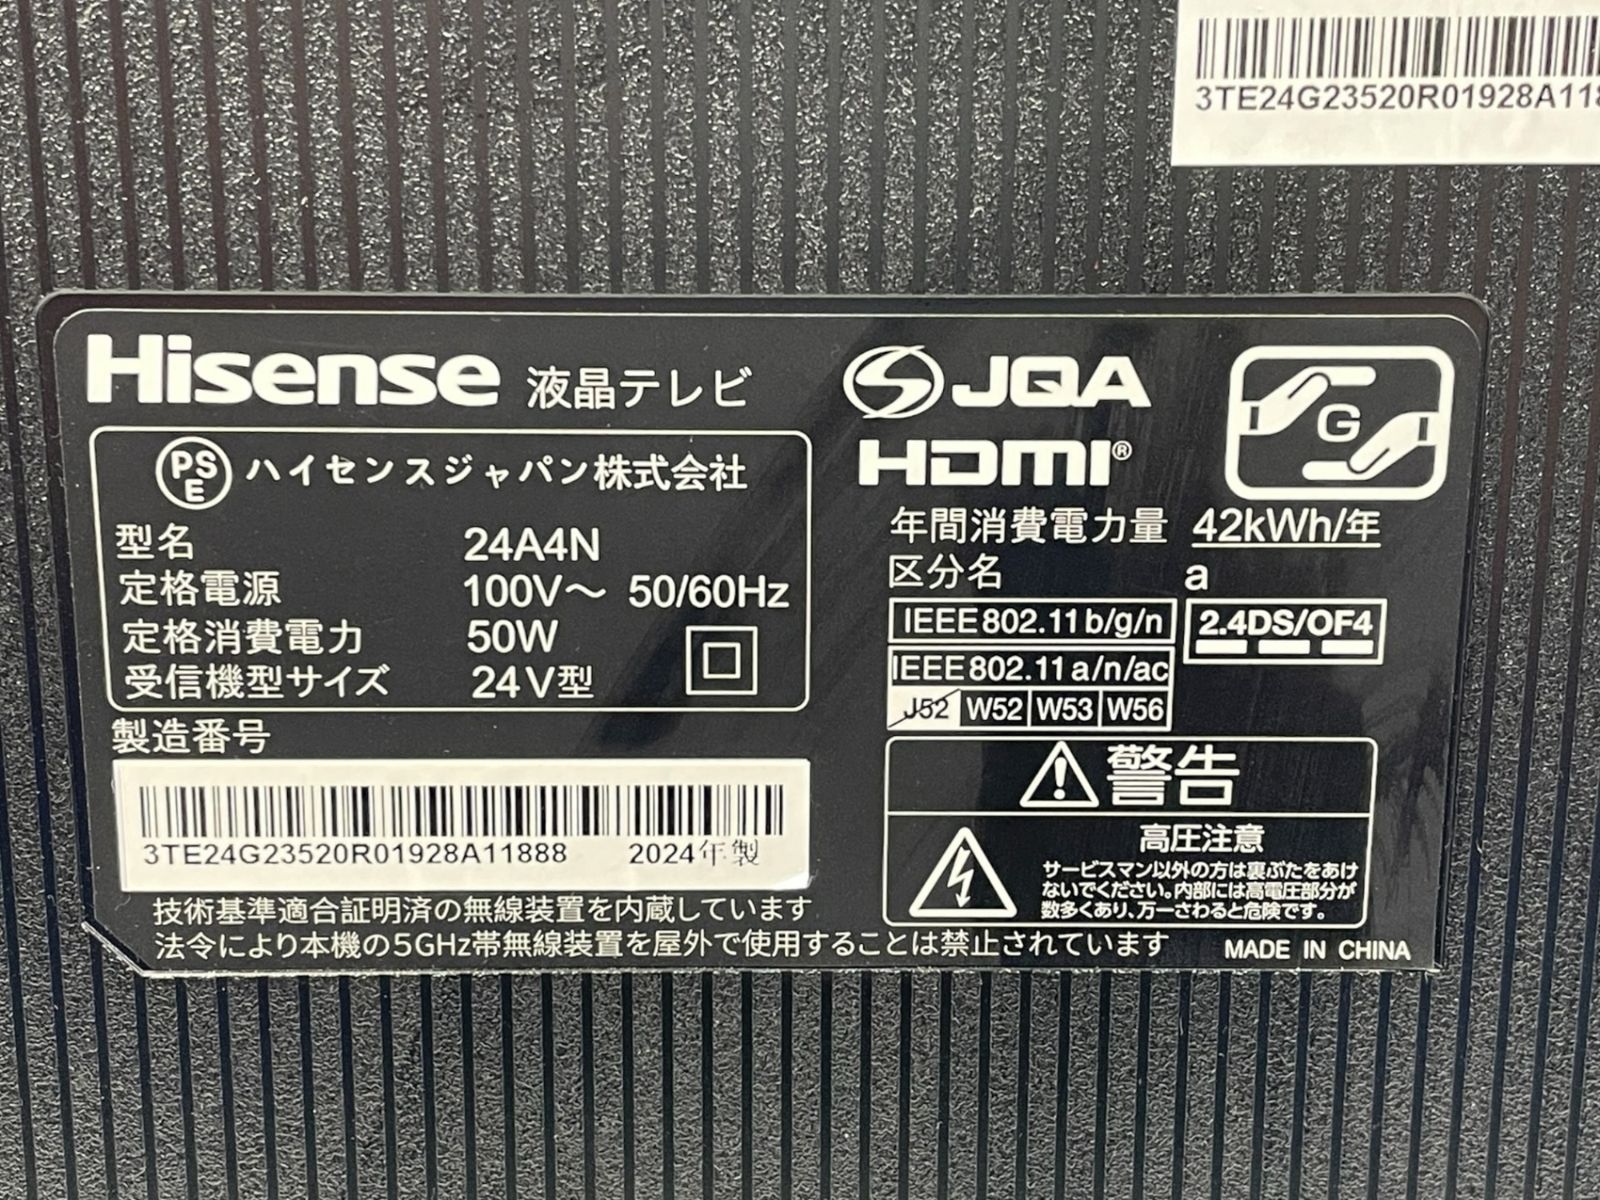 3TE24G23520R01928A118
Hisense 液晶テレビ
PSE ハイセンスジャパン株式会社
型名 24A4N
定格電源 100V～ 50/60Hz
定格消費電力 50W
受信機型サイズ 24V型
製造番号
3TE24G23520R01928A11888 2024年製
技術基準適合証明済の無線装置を内蔵しています
法令により本機の5GHz帯無線装置を屋外で使用することは禁止されています
JQA
HDMI®
G
年間消費電力量 42kWh/年
区分名 a
IEEE802.11b/g/n 2.4DS/OF4
IEEE802.11a/n/ac
J52 W52 W53 W56
警告
高圧注意
サービスマン以外の方は裏ぶたをあけ
ないでください。内部には高電圧部分が
数多くあり、万一さわると危険です。
MADE IN CHINA